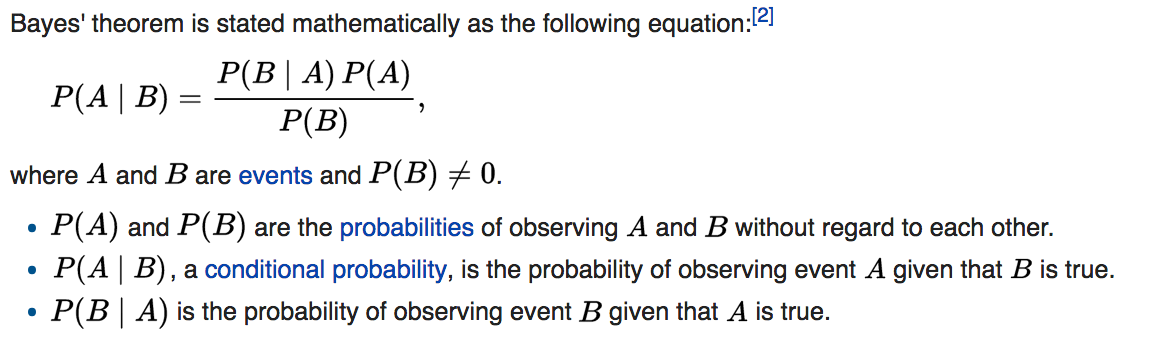 Bayes' theorem is stated mathematically as the following equation:[2]
P(A | B) = P(B | A) P(A) / P(B),
where A and B are events and P(B) ≠ 0.
• P(A) and P(B) are the probabilities of observing A and B without regard to each other.
• P(A | B), a conditional probability, is the probability of observing event A given that B is true.
• P(B | A) is the probability of observing event B given that A is true.